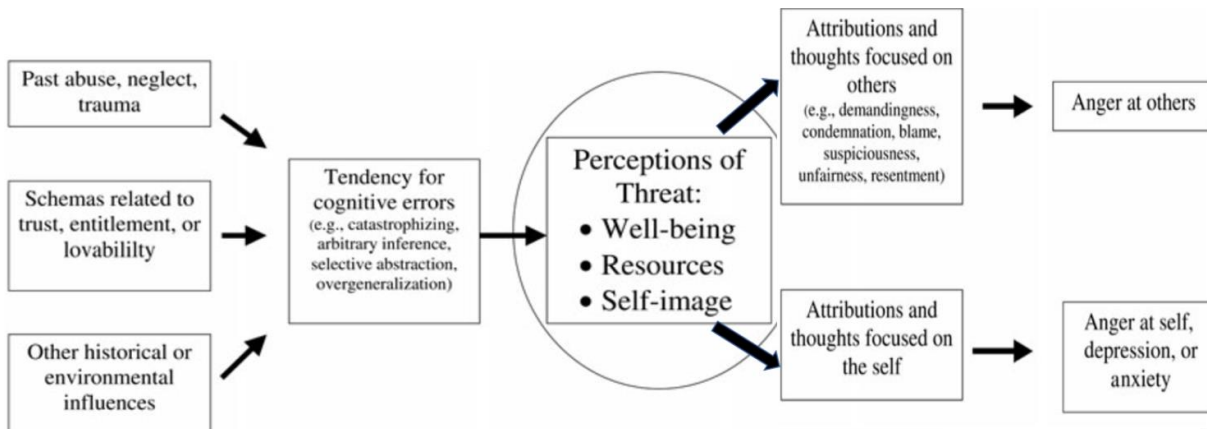 Past abuse, neglect,
trauma
Schemas related to
trust, entitlement, or
lovabililty
Other historical or
environmental
influences
Tendency for
cognitive errors
(e.g., catastrophizing,
arbitrary inference,
selective abstraction,
overgeneralization)
Perceptions of
Threat:
• Well-being
• Resources
• Self-image
Attributions and
thoughts focused on
others
(e.g., demandingness,
condemnation, blame,
suspiciousness,
unfairness, resentment)
Anger at others
Attributions and
thoughts focused on
the self
Anger at self,
depression, or
anxiety